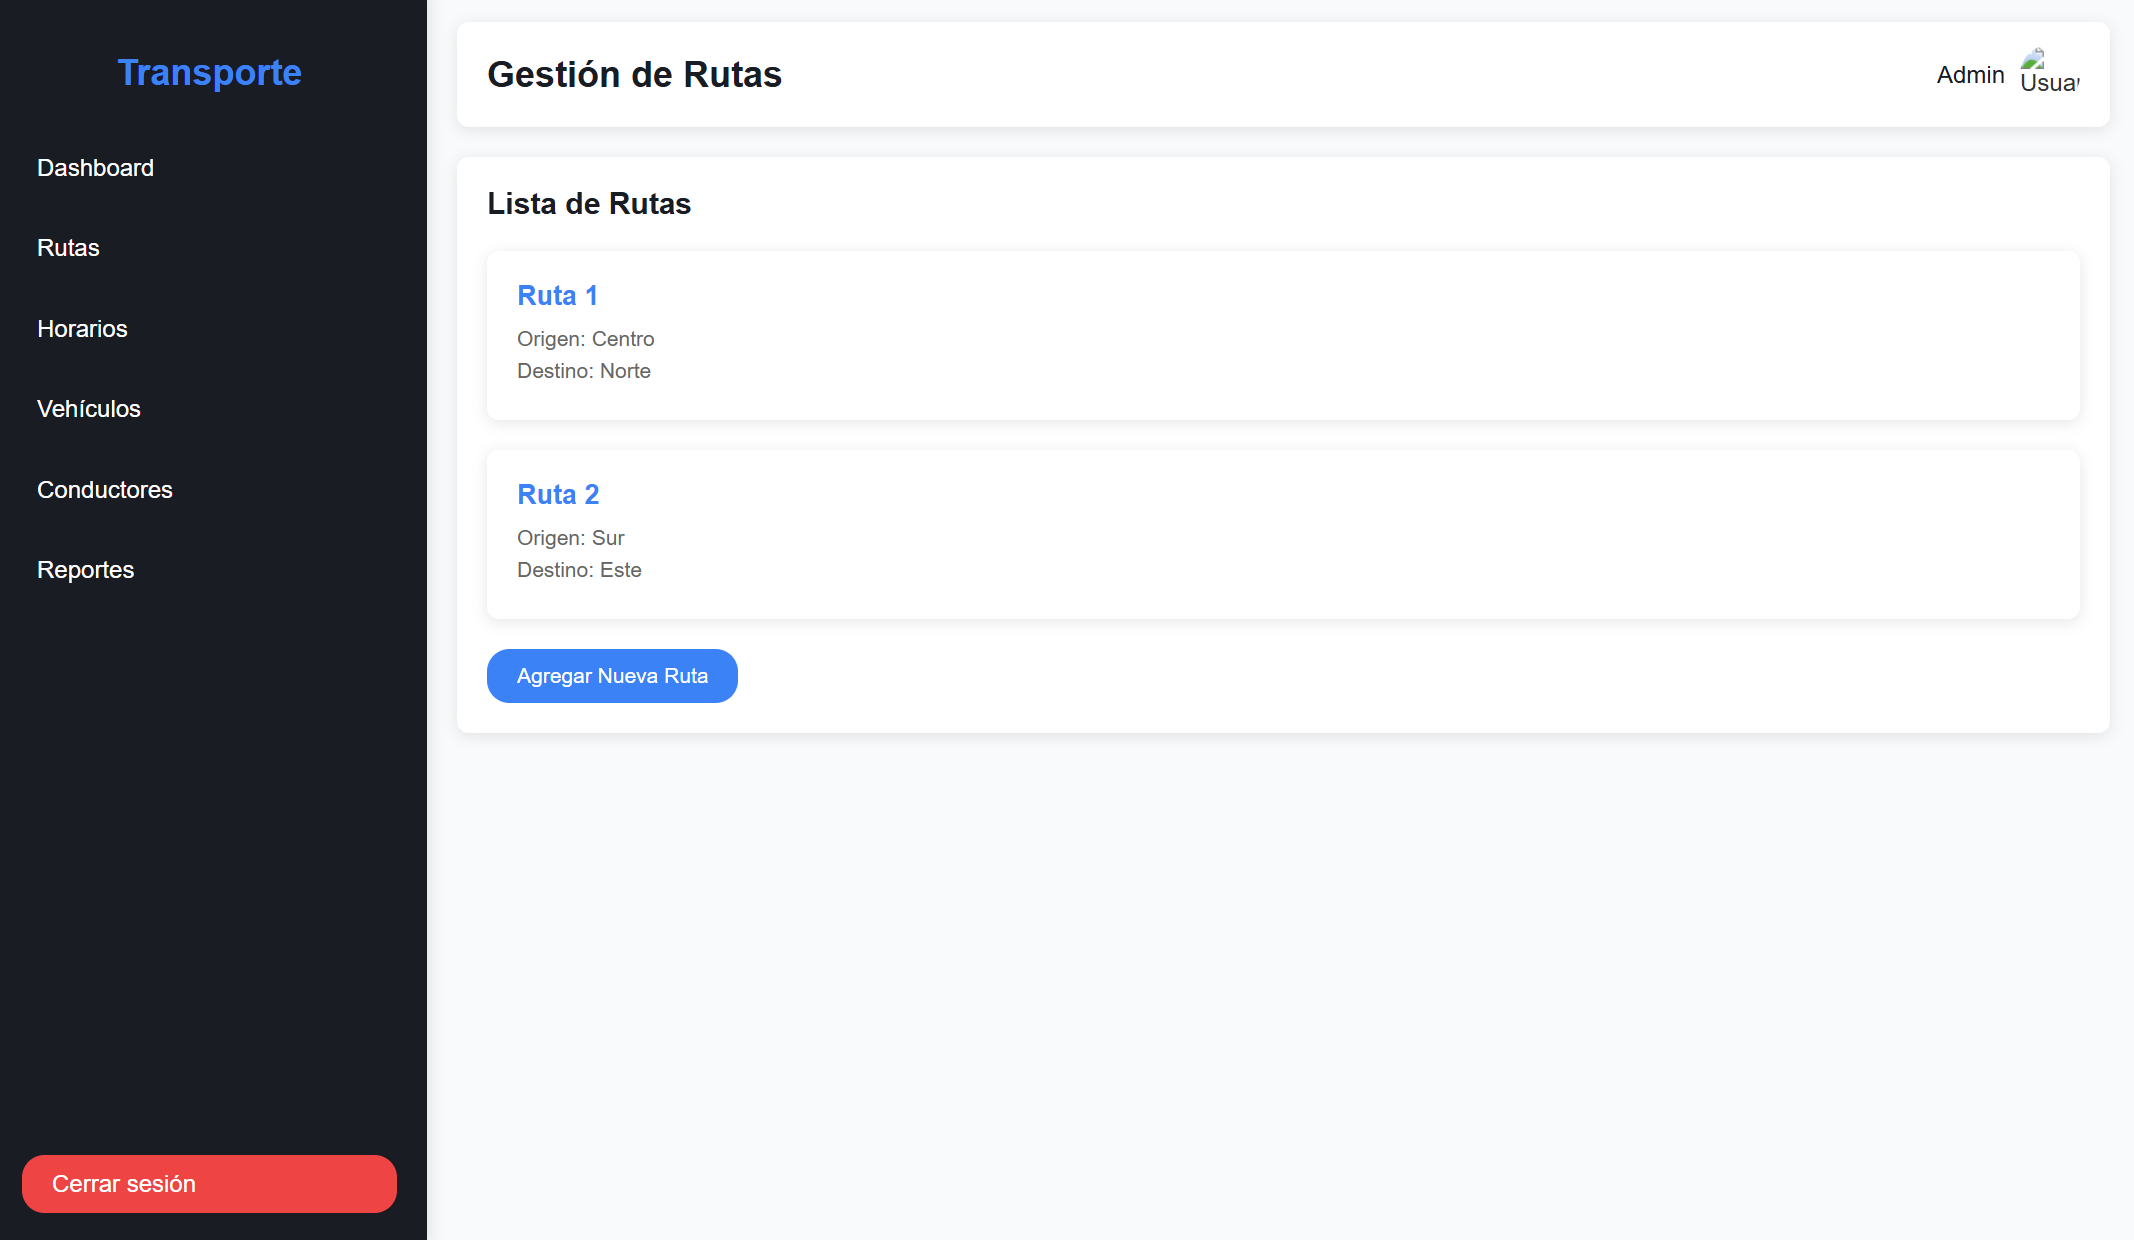 Transporte
Dashboard
Rutas
Horarios
Vehículos
Conductores
Reportes
Cerrar sesión
Gestión de Rutas
Admin
Lista de Rutas
Ruta 1
Origen: Centro
Destino: Norte
Ruta 2
Origen: Sur
Destino: Este
Agregar Nueva Ruta